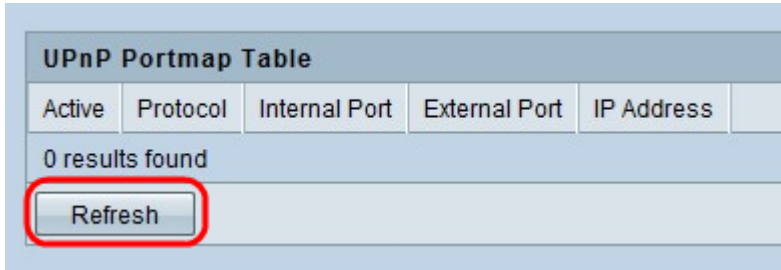 UPnP Portmap Table
Active Protocol Internal Port External Port IP Address
0 results found
Refresh